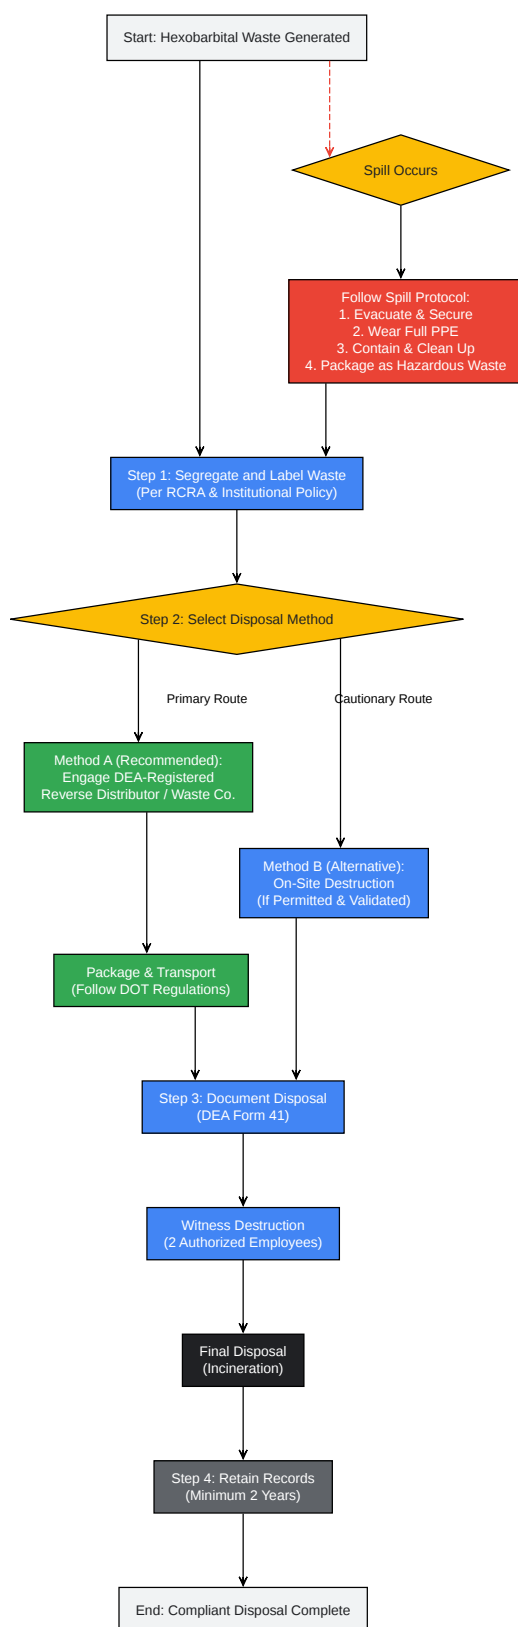 Start: Hexobarbital Waste Generated
Spill Occurs
Follow Spill Protocol:
1. Evacuate & Secure
2. Wear Full PPE
3. Contain & Clean Up
4. Package as Hazardous Waste
Step 1: Segregate and Label Waste
(Per RCRA & Institutional Policy)
Step 2: Select Disposal Method
Primary Route
Cautionary Route
Method A (Recommended):
Engage DEA-Registered
Reverse Distributor / Waste Co.
Method B (Alternative):
On-Site Destruction
(If Permitted & Validated)
Package & Transport
(Follow DOT Regulations)
Step 3: Document Disposal
(DEA Form 41)
Witness Destruction
(2 Authorized Employees)
Final Disposal
(Incineration)
Step 4: Retain Records
(Minimum 2 Years)
End: Compliant Disposal Complete